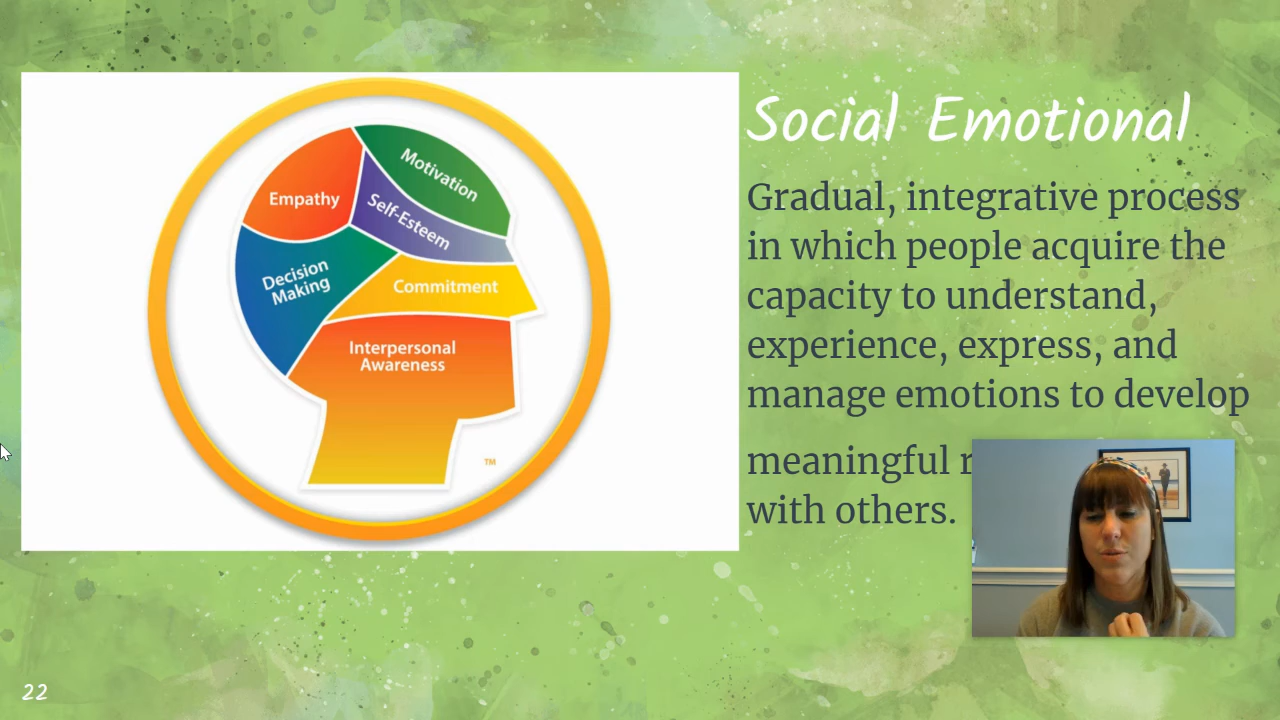 Social Emotional
Gradual, integrative process
in which people acquire the
capacity to understand,
experience, express, and
manage emotions to develop
meaningful
with others.
Motivation
Empathy
Self-Esteem
Decision
Making
Commitment
Interpersonal
Awareness
TM
22